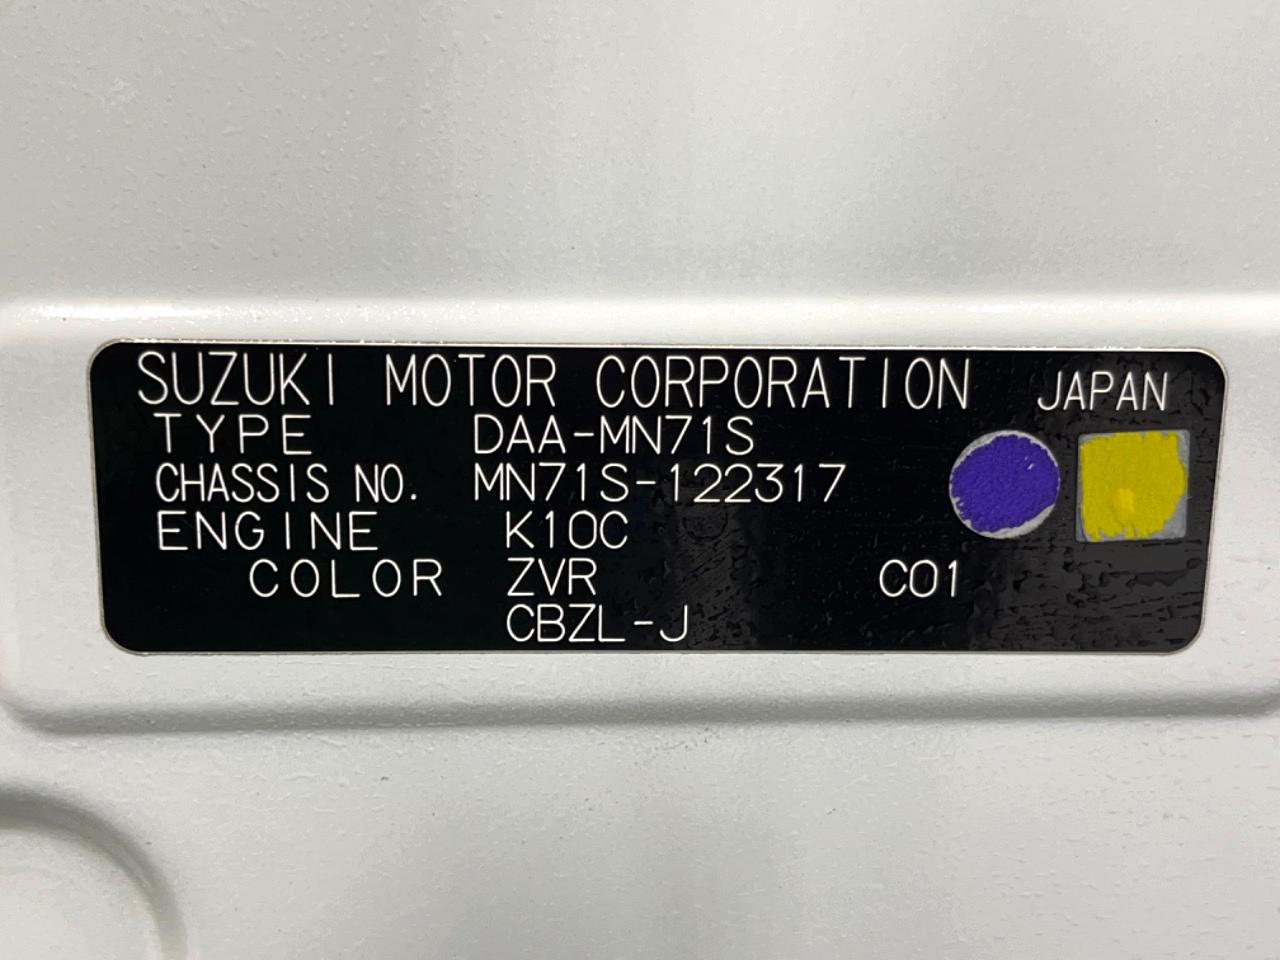 SUZUKI MOTOR CORPORATION JAPAN
TYPE DAA-MN71S
CHASSIS NO. MN71S-122317
ENGINE K10C
COLOR ZVR C01
CBZL-J